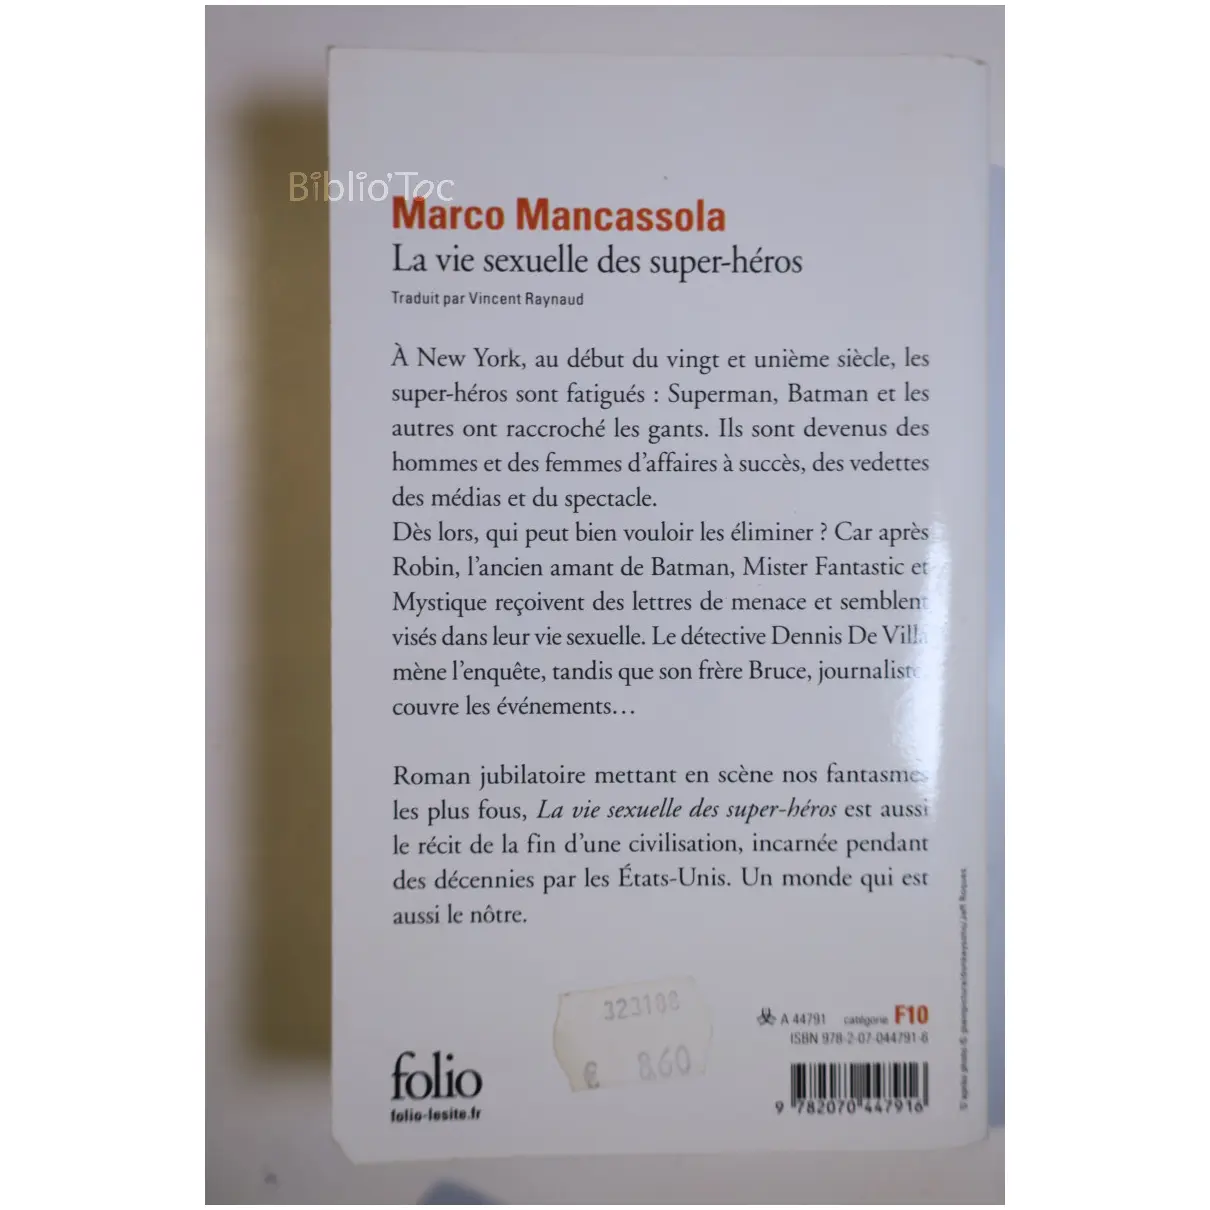 Biblio'Toc
Marco Mancassola
La vie sexuelle des super-héros
Traduit par Vincent Raynaud
À New York, au début du vingt et unième siècle, les
super-héros sont fatigués : Superman, Batman et les
autres ont raccroché les gants. Ils sont devenus des
hommes et des femmes d'affaires à succès, des vedettes
des médias et du spectacle.
Dès lors, qui peut bien vouloir les éliminer ? Car après
Robin, l'ancien amant de Batman, Mister Fantastic et
Mystique reçoivent des lettres de menace et semblent
visés dans leur vie sexuelle. Le détective Dennis De Villa
mène l'enquête, tandis que son frère Bruce, journaliste,
couvre les événements…
Roman jubilatoire mettant en scène nos fantasmes
les plus fous, La vie sexuelle des super-héros est aussi
le récit de la fin d'une civilisation, incarnée pendant
des décennies par les États-Unis. Un monde qui est
aussi le nôtre.
323108
€ 8.60
folio
folio-lesite.fr
A 44791 catégorie F10
ISBN 978-2-07-044791-6
9 782070 447916
D'après photo ©
/ Jeff Roques